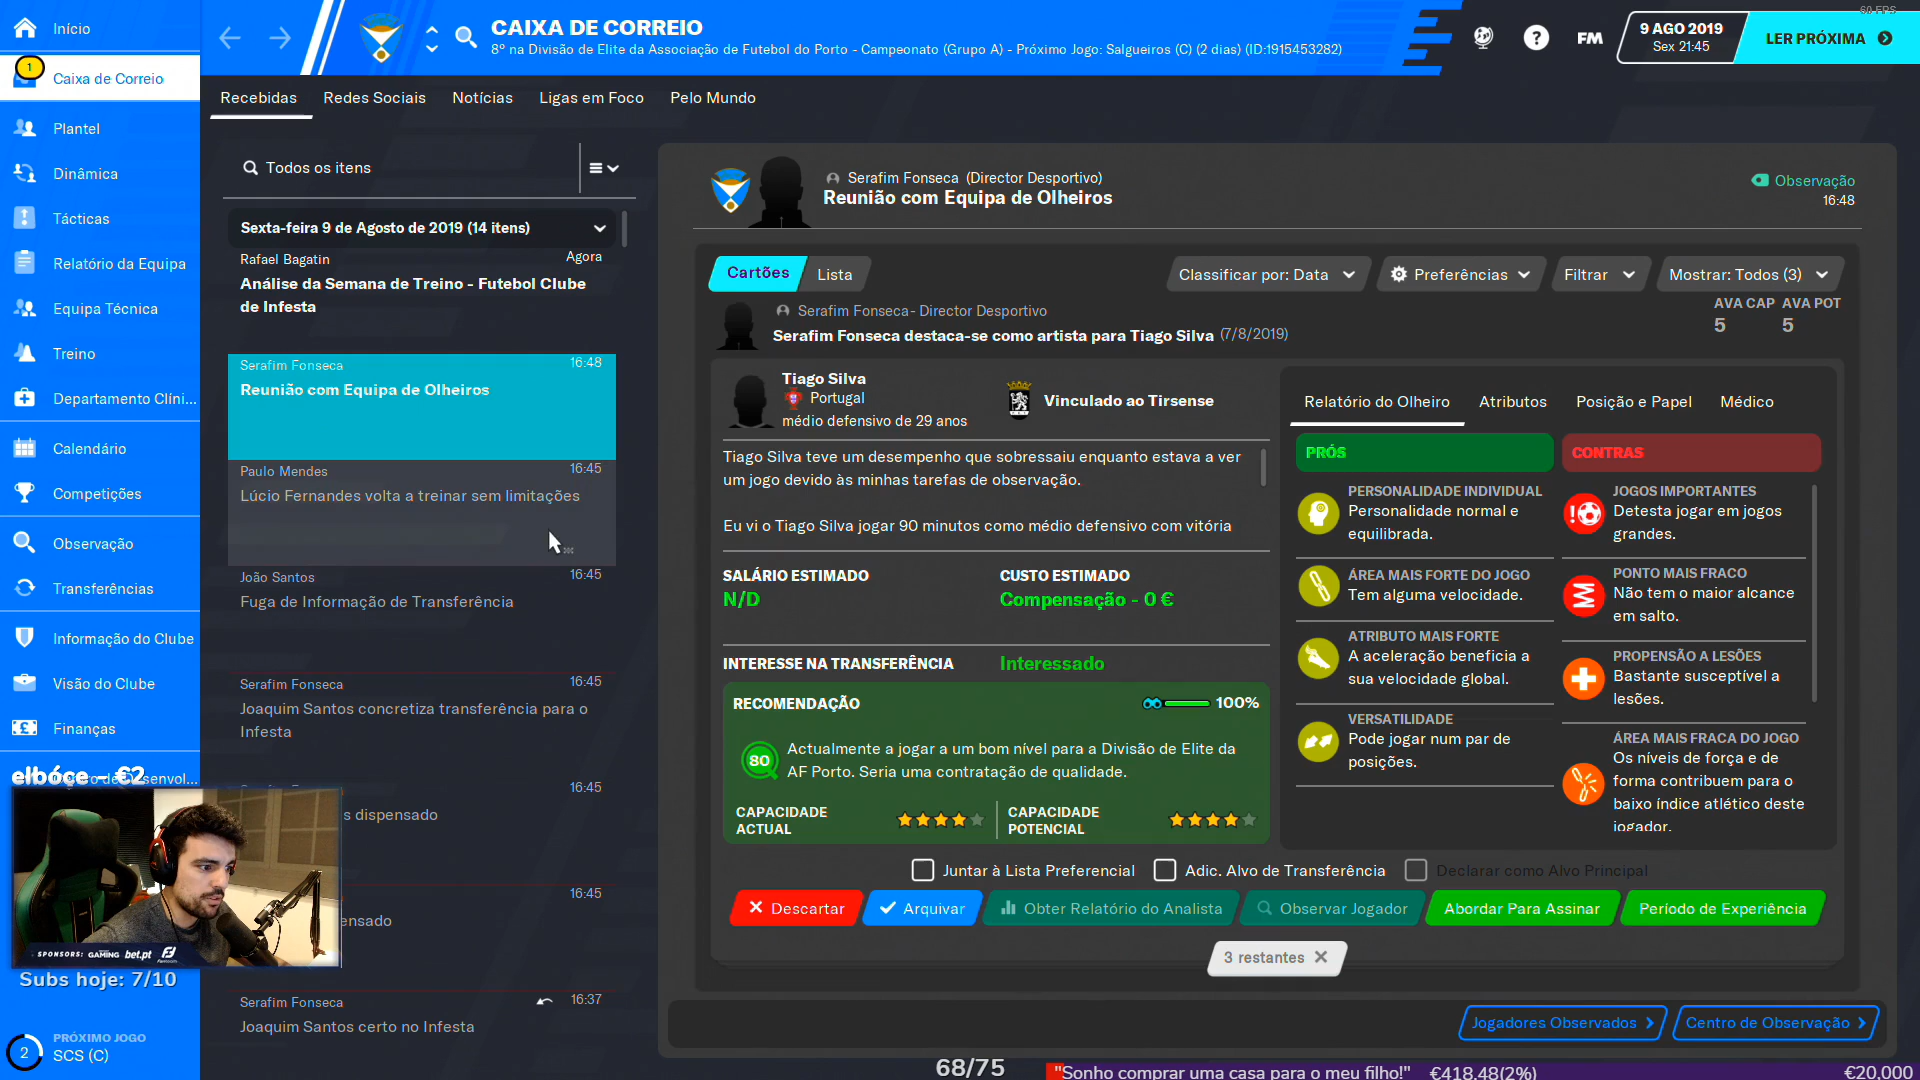 Início
1
Caixa de Correio
Plantel
Dinâmica
Tácticas
Relatório da Equipa
Equipa Técnica
Treino
Departamento Clíni...
Calendário
Competições
Observação
Transferências
Informação do Clube
Visão do Clube
Finanças
elbóce - €2
SPONSORS: GAMING bet.pt
Subs hoje: 7/10
2
PRÓXIMO JOGO
SCS (C)
CAIXA DE CORREIO
8º na Divisão de Elite da Associação de Futebol do Porto - Campeonato (Grupo A) - Próximo Jogo: Salgueiros (C) (2 dias) (ID:1915453282)
?
FM
9 AGO 2019
Sex 21:45
60 FPS
LER PRÓXIMA
Recebidas
Redes Sociais
Notícias
Ligas em Foco
Pelo Mundo
Todos os itens
Sexta-feira 9 de Agosto de 2019 (14 itens)
Rafael Bagatin
Agora
Análise da Semana de Treino - Futebol Clube
de Infesta
Serafim Fonseca
16:48
Reunião com Equipa de Olheiros
Paulo Mendes
16:45
Lúcio Fernandes volta a treinar sem limitações
João Santos
16:45
Fuga de Informação de Transferência
Serafim Fonseca
16:45
Joaquim Santos concretiza transferência para o
Infesta
16:45
s dispensado
16:45
ensado
Serafim Fonseca
16:37
Joaquim Santos certo no Infesta
Serafim Fonseca (Director Desportivo)
Reunião com Equipa de Olheiros
Observação
16:48
Cartões
Lista
Classificar por: Data
Preferências
Filtrar
Mostrar: Todos (3)
Serafim Fonseca- Director Desportivo
Serafim Fonseca destaca-se como artista para Tiago Silva (7/8/2019)
AVA CAP
AVA POT
5
5
Tiago Silva
Portugal
médio defensivo de 29 anos
Vinculado ao Tirsense
Tiago Silva teve um desempenho que sobressaiu enquanto estava a ver
um jogo devido às minhas tarefas de observação.
Eu vi o Tiago Silva jogar 90 minutos como médio defensivo com vitória
SALÁRIO ESTIMADO
N/D
CUSTO ESTIMADO
Compensação - 0 €
INTERESSE NA TRANSFERÊNCIA
Interessado
RECOMENDAÇÃO
100%
80
Actualmente a jogar a um bom nível para a Divisão de Elite da
AF Porto. Seria uma contratação de qualidade.
CAPACIDADE
ACTUAL
CAPACIDADE
POTENCIAL
Relatório do Olheiro
Atributos
Posição e Papel
Médico
PRÓS
PERSONALIDADE INDIVIDUAL
Personalidade normal e
equilibrada.
ÁREA MAIS FORTE DO JOGO
Tem alguma velocidade.
ATRIBUTO MAIS FORTE
A aceleração beneficia a
sua velocidade global.
VERSATILIDADE
Pode jogar num par de
posições.
CONTRAS
JOGOS IMPORTANTES
Detesta jogar em jogos
grandes.
PONTO MAIS FRACO
Não tem o maior alcance
em salto.
PROPENSÃO A LESÕES
Bastante susceptível a
lesões.
ÁREA MAIS FRACA DO JOGO
Os níveis de força e de
forma contribuem para o
baixo índice atlético deste
jogador.
Juntar à Lista Preferencial
Adic. Alvo de Transferência
Declarar como Alvo Principal
Descartar
Arquivar
Obter Relatório do Analista
Observar Jogador
Abordar Para Assinar
Período de Experiência
3 restantes
Jogadores Observados
Centro de Observação
68/75
"Sonho comprar uma casa para o meu filho!"
€418.48(2%)
€20,000